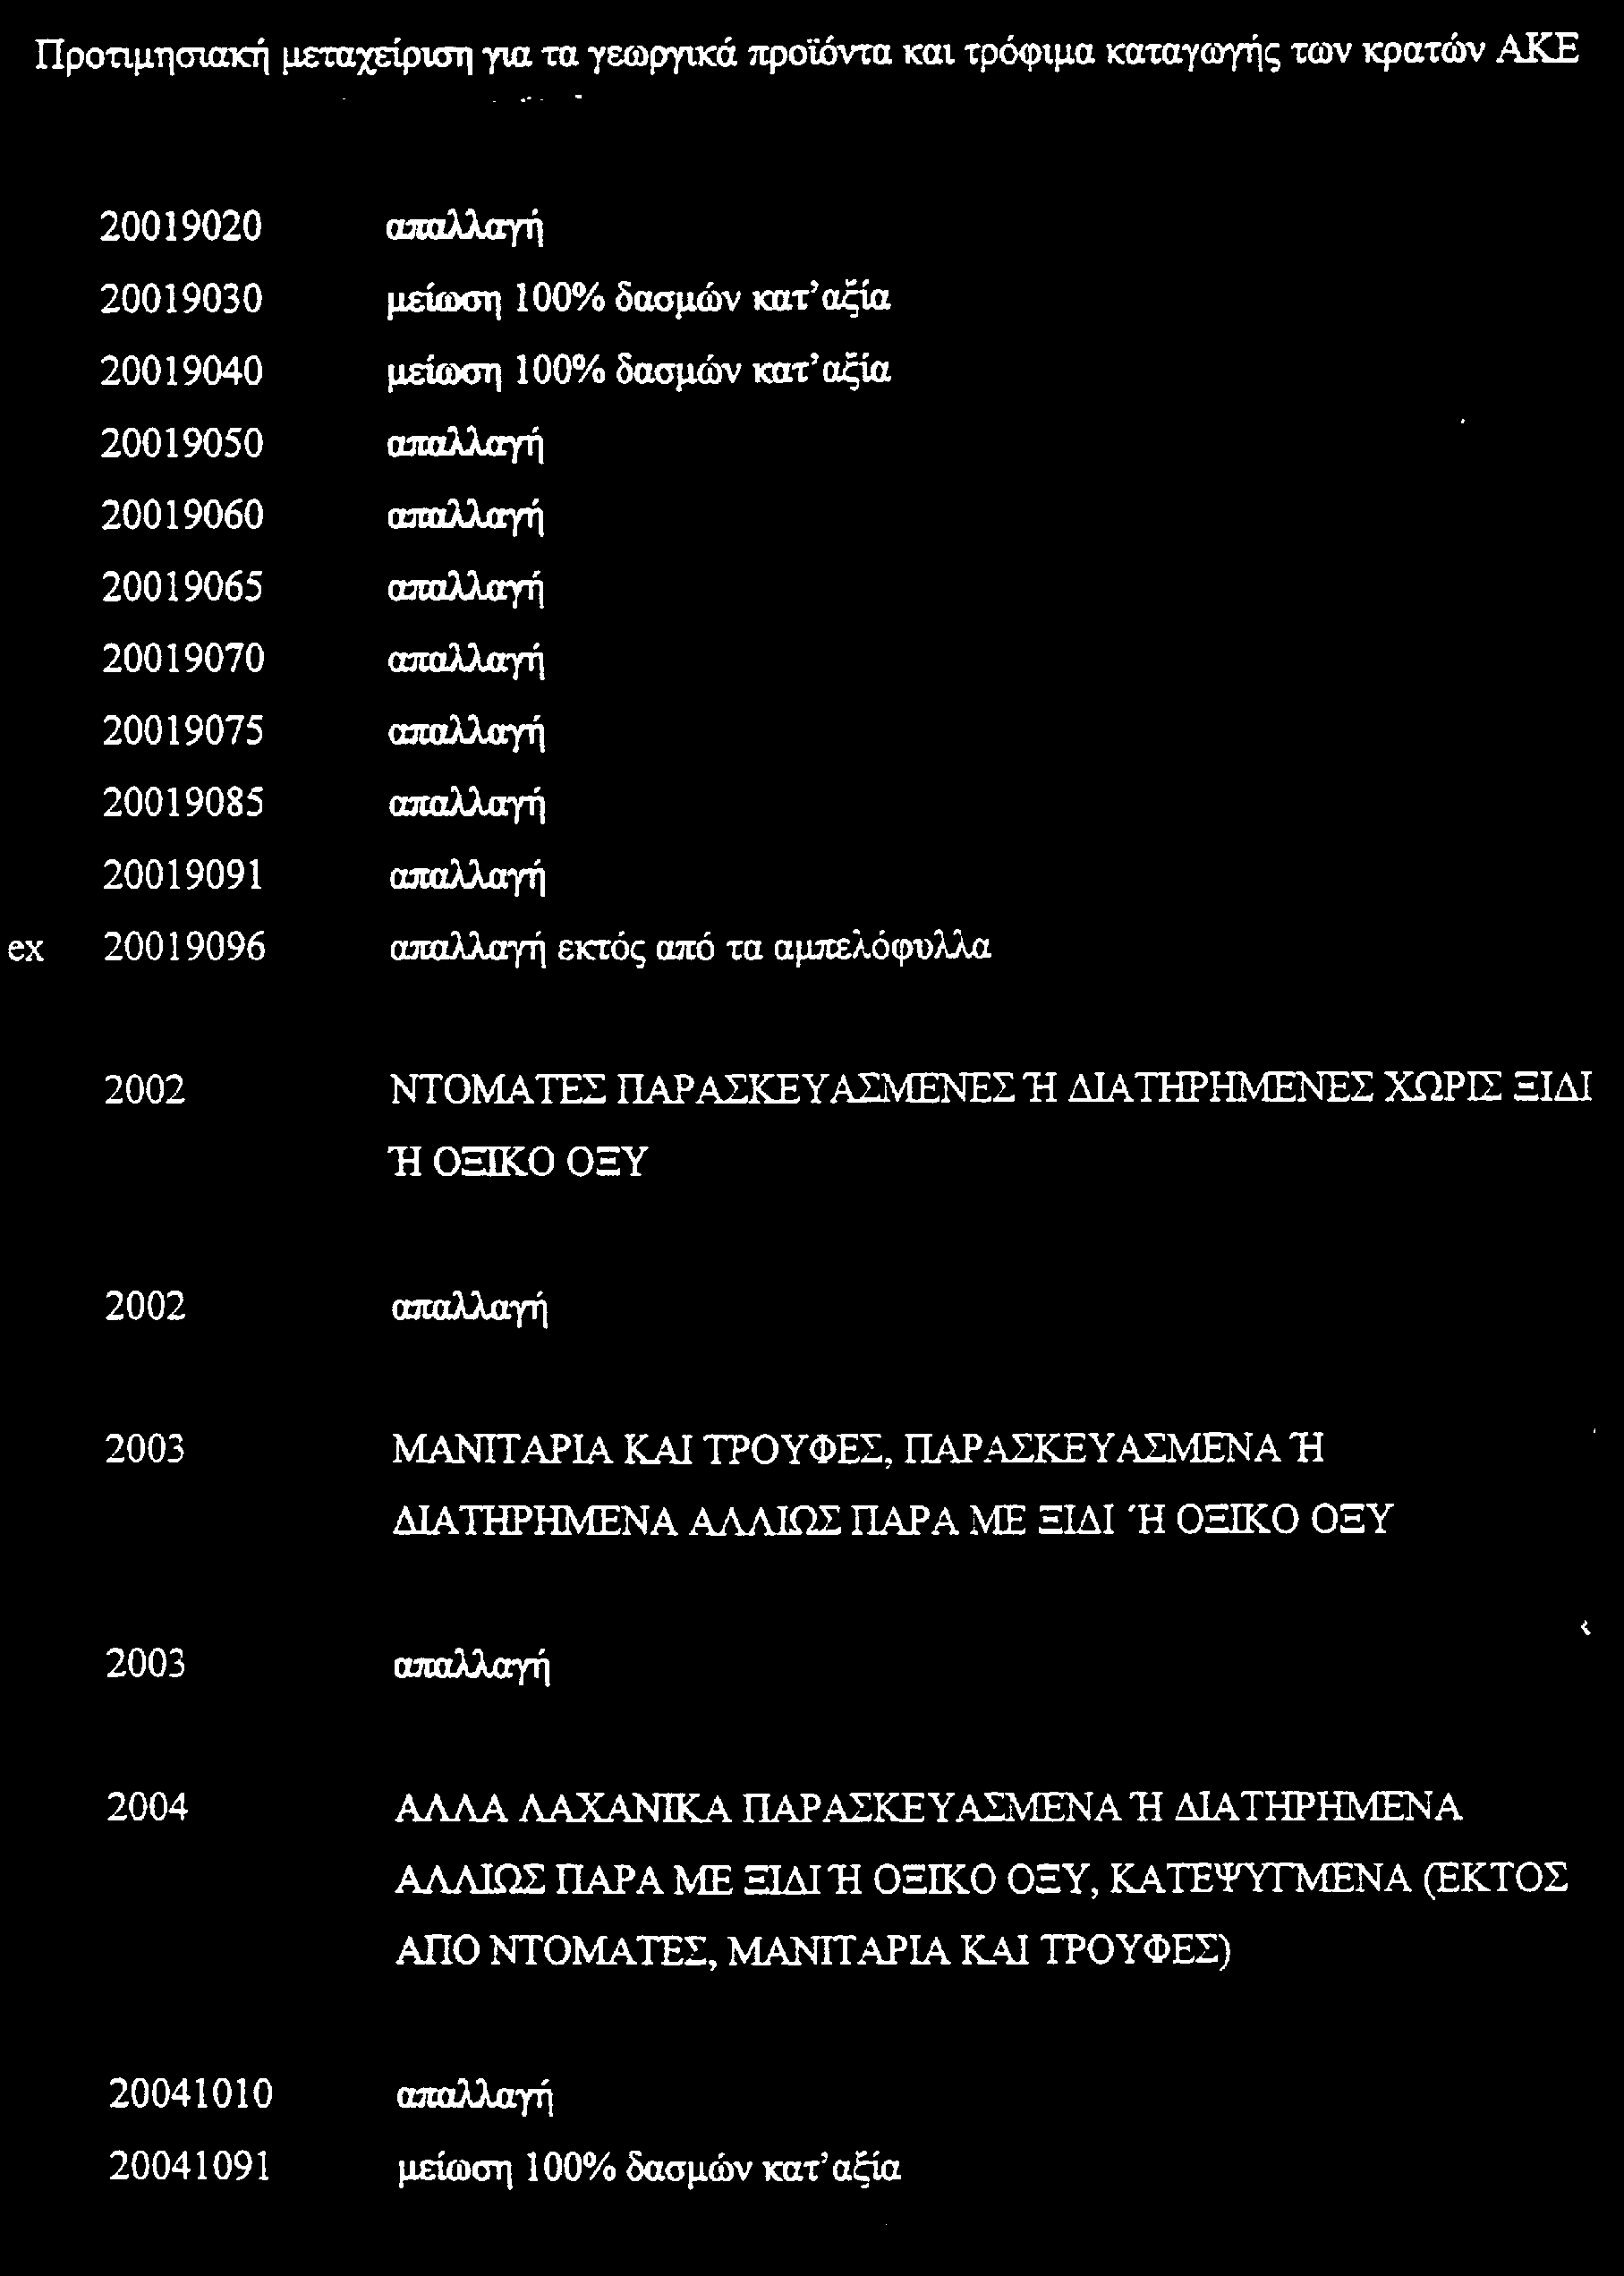 Προτιμησιακή μεταχείριση για τα γεωργικά προϊόντα και τρόφιμα καταγωγής των κρατών ΑΚΕ
20019020 απαλλαγή
20019030 μείωση 100% δασμών κατ’αξία
20019040 μείωση 100% δασμών κατ’αξία
20019050 απαλλαγή
20019060 απαλλαγή
20019065 απαλλαγή
20019070 απαλλαγή
20019075 απαλλαγή
20019085 απαλλαγή
20019091 απαλλαγή
ex 20019096 απαλλαγή εκτός από τα αμπελόφυλλα
2002 ΝΤΟΜΑΤΕΣ ΠΑΡΑΣΚΕΥΑΣΜΕΝΕΣ Ή ΔΙΑΤΗΡΗΜΕΝΕΣ ΧΩΡΙΣ ΞΙΔΙ
Ή ΟΞΙΚΟ ΟΞΥ
2002 απαλλαγή
2003 ΜΑΝΙΤΑΡΙΑ ΚΑΙ ΤΡΟΥΦΕΣ, ΠΑΡΑΣΚΕΥΑΣΜΕΝΑ Ή
ΔΙΑΤΗΡΗΜΕΝΑ ΑΛΛΙΩΣ ΠΑΡΑ ΜΕ ΞΙΔΙ Ή ΟΞΙΚΟ ΟΞΥ
2003 απαλλαγή
2004 ΑΛΛΑ ΛΑΧΑΝΙΚΑ ΠΑΡΑΣΚΕΥΑΣΜΕΝΑ Ή ΔΙΑΤΗΡΗΜΕΝΑ
ΑΛΛΙΩΣ ΠΑΡΑ ΜΕ ΞΙΔΙ Ή ΟΞΙΚΟ ΟΞΥ, ΚΑΤΕΨΥΓΜΕΝΑ (ΕΚΤΟΣ
ΑΠΟ ΝΤΟΜΑΤΕΣ, ΜΑΝΙΤΑΡΙΑ ΚΑΙ ΤΡΟΥΦΕΣ)
20041010 απαλλαγή
20041091 μείωση 100% δασμών κατ’αξία